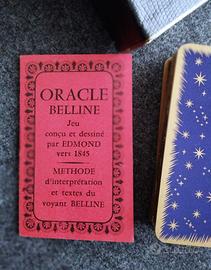 ORACLE
BELLINE
Jeu
conçu et dessiné
par EDMOND
vers 1845
METHODE
d'interprétation
et textes du
voyant BELLINE